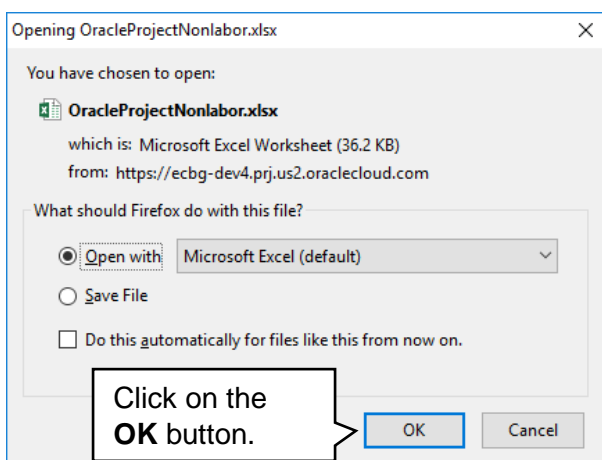 Opening OracleProjectNonlabor.xlsx
You have chosen to open:
OracleProjectNonlabor.xlsx
which is: Microsoft Excel Worksheet (36.2 KB)
from: https://ecbg-dev4.prj.us2.oraclecloud.com
What should Firefox do with this file?
Open with Microsoft Excel (default)
Save File
Do this automatically for files like this from now on.
Click on the
OK button.
OK Cancel